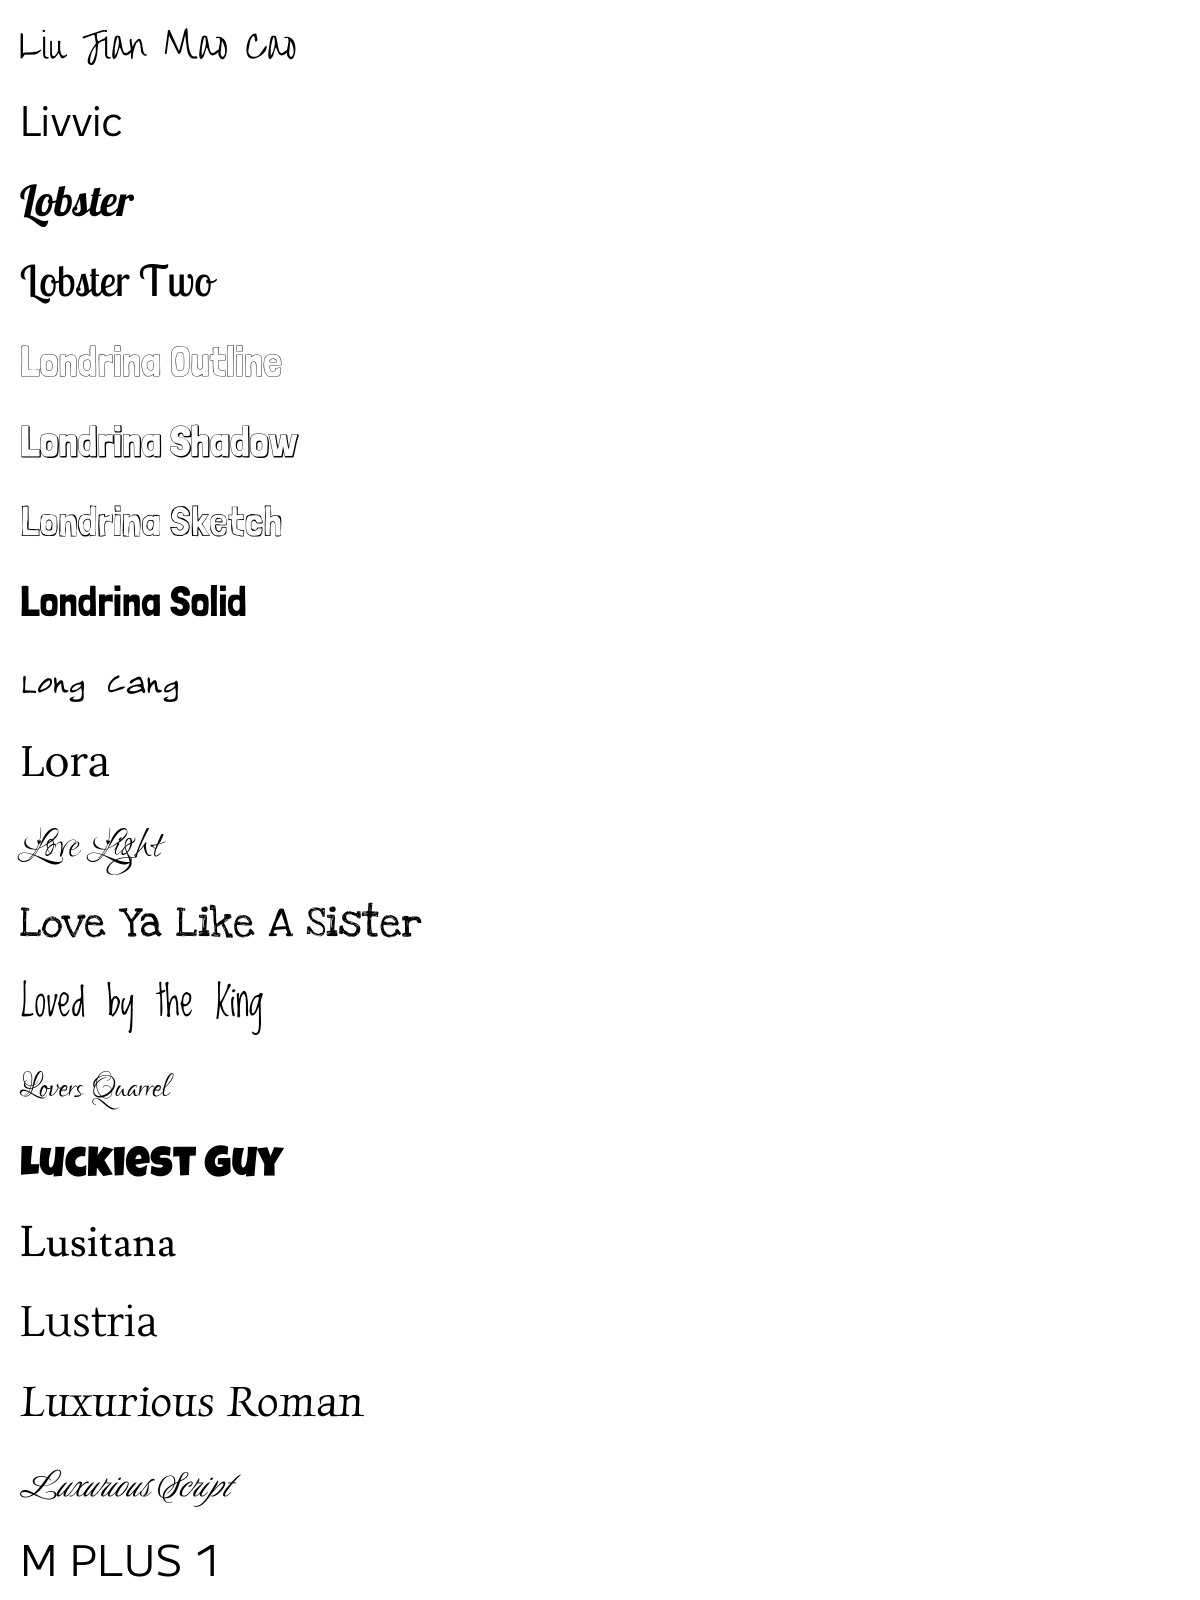 Liu Jian Mao Cao
Livvic
Lobster
Lobster Two
Londrina Outline
Londrina Shadow
Londrina Sketch
Londrina Solid
Long Cang
Lora
Love Light
Love Ya Like A Sister
Loved by the King
Lovers Quarrel
Luckiest Guy
Lusitana
Lustria
Luxurious Roman
Luxurious Script
M PLUS 1